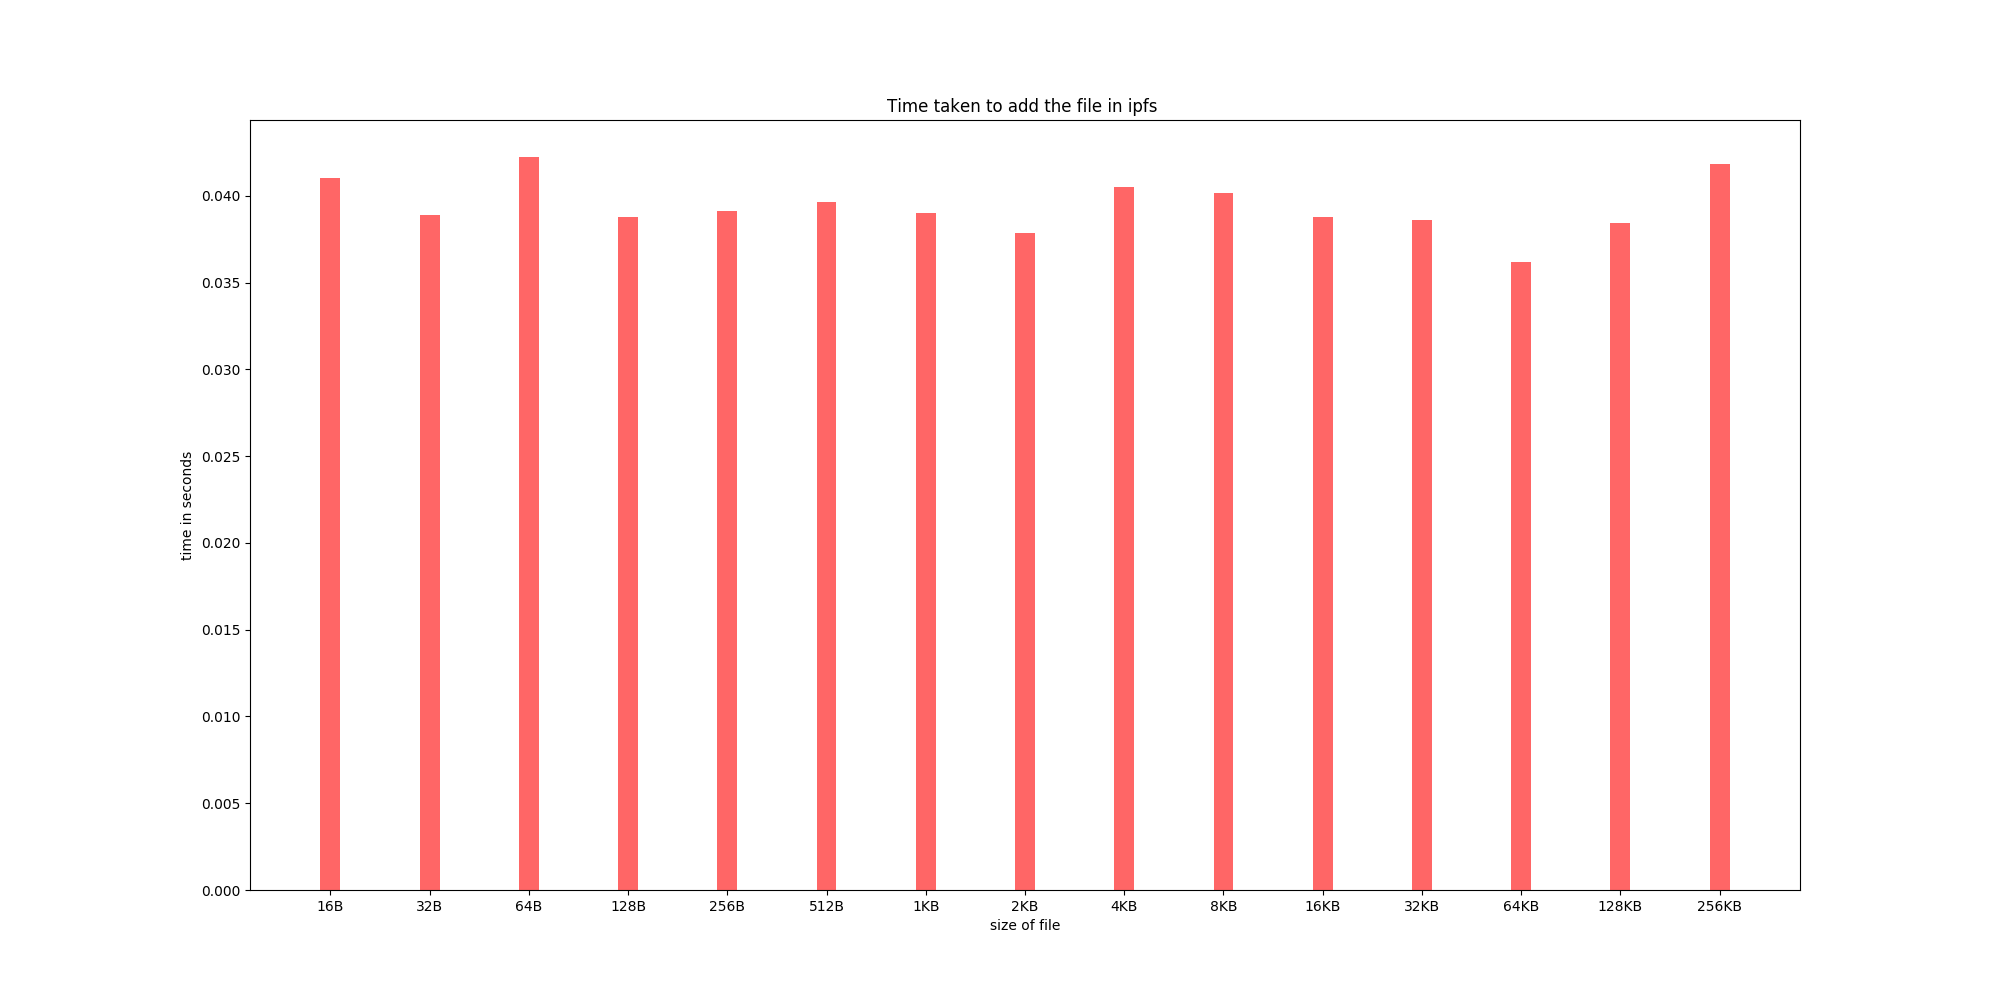 Time taken to add the file in ipfs
time in seconds
0.040
0.035
0.030
0.025
0.020
0.015
0.010
0.005
0.000
16B 32B 64B 128B 256B 512B 1KB 2KB 4KB 8KB 16KB 32KB 64KB 128KB 256KB
size of file